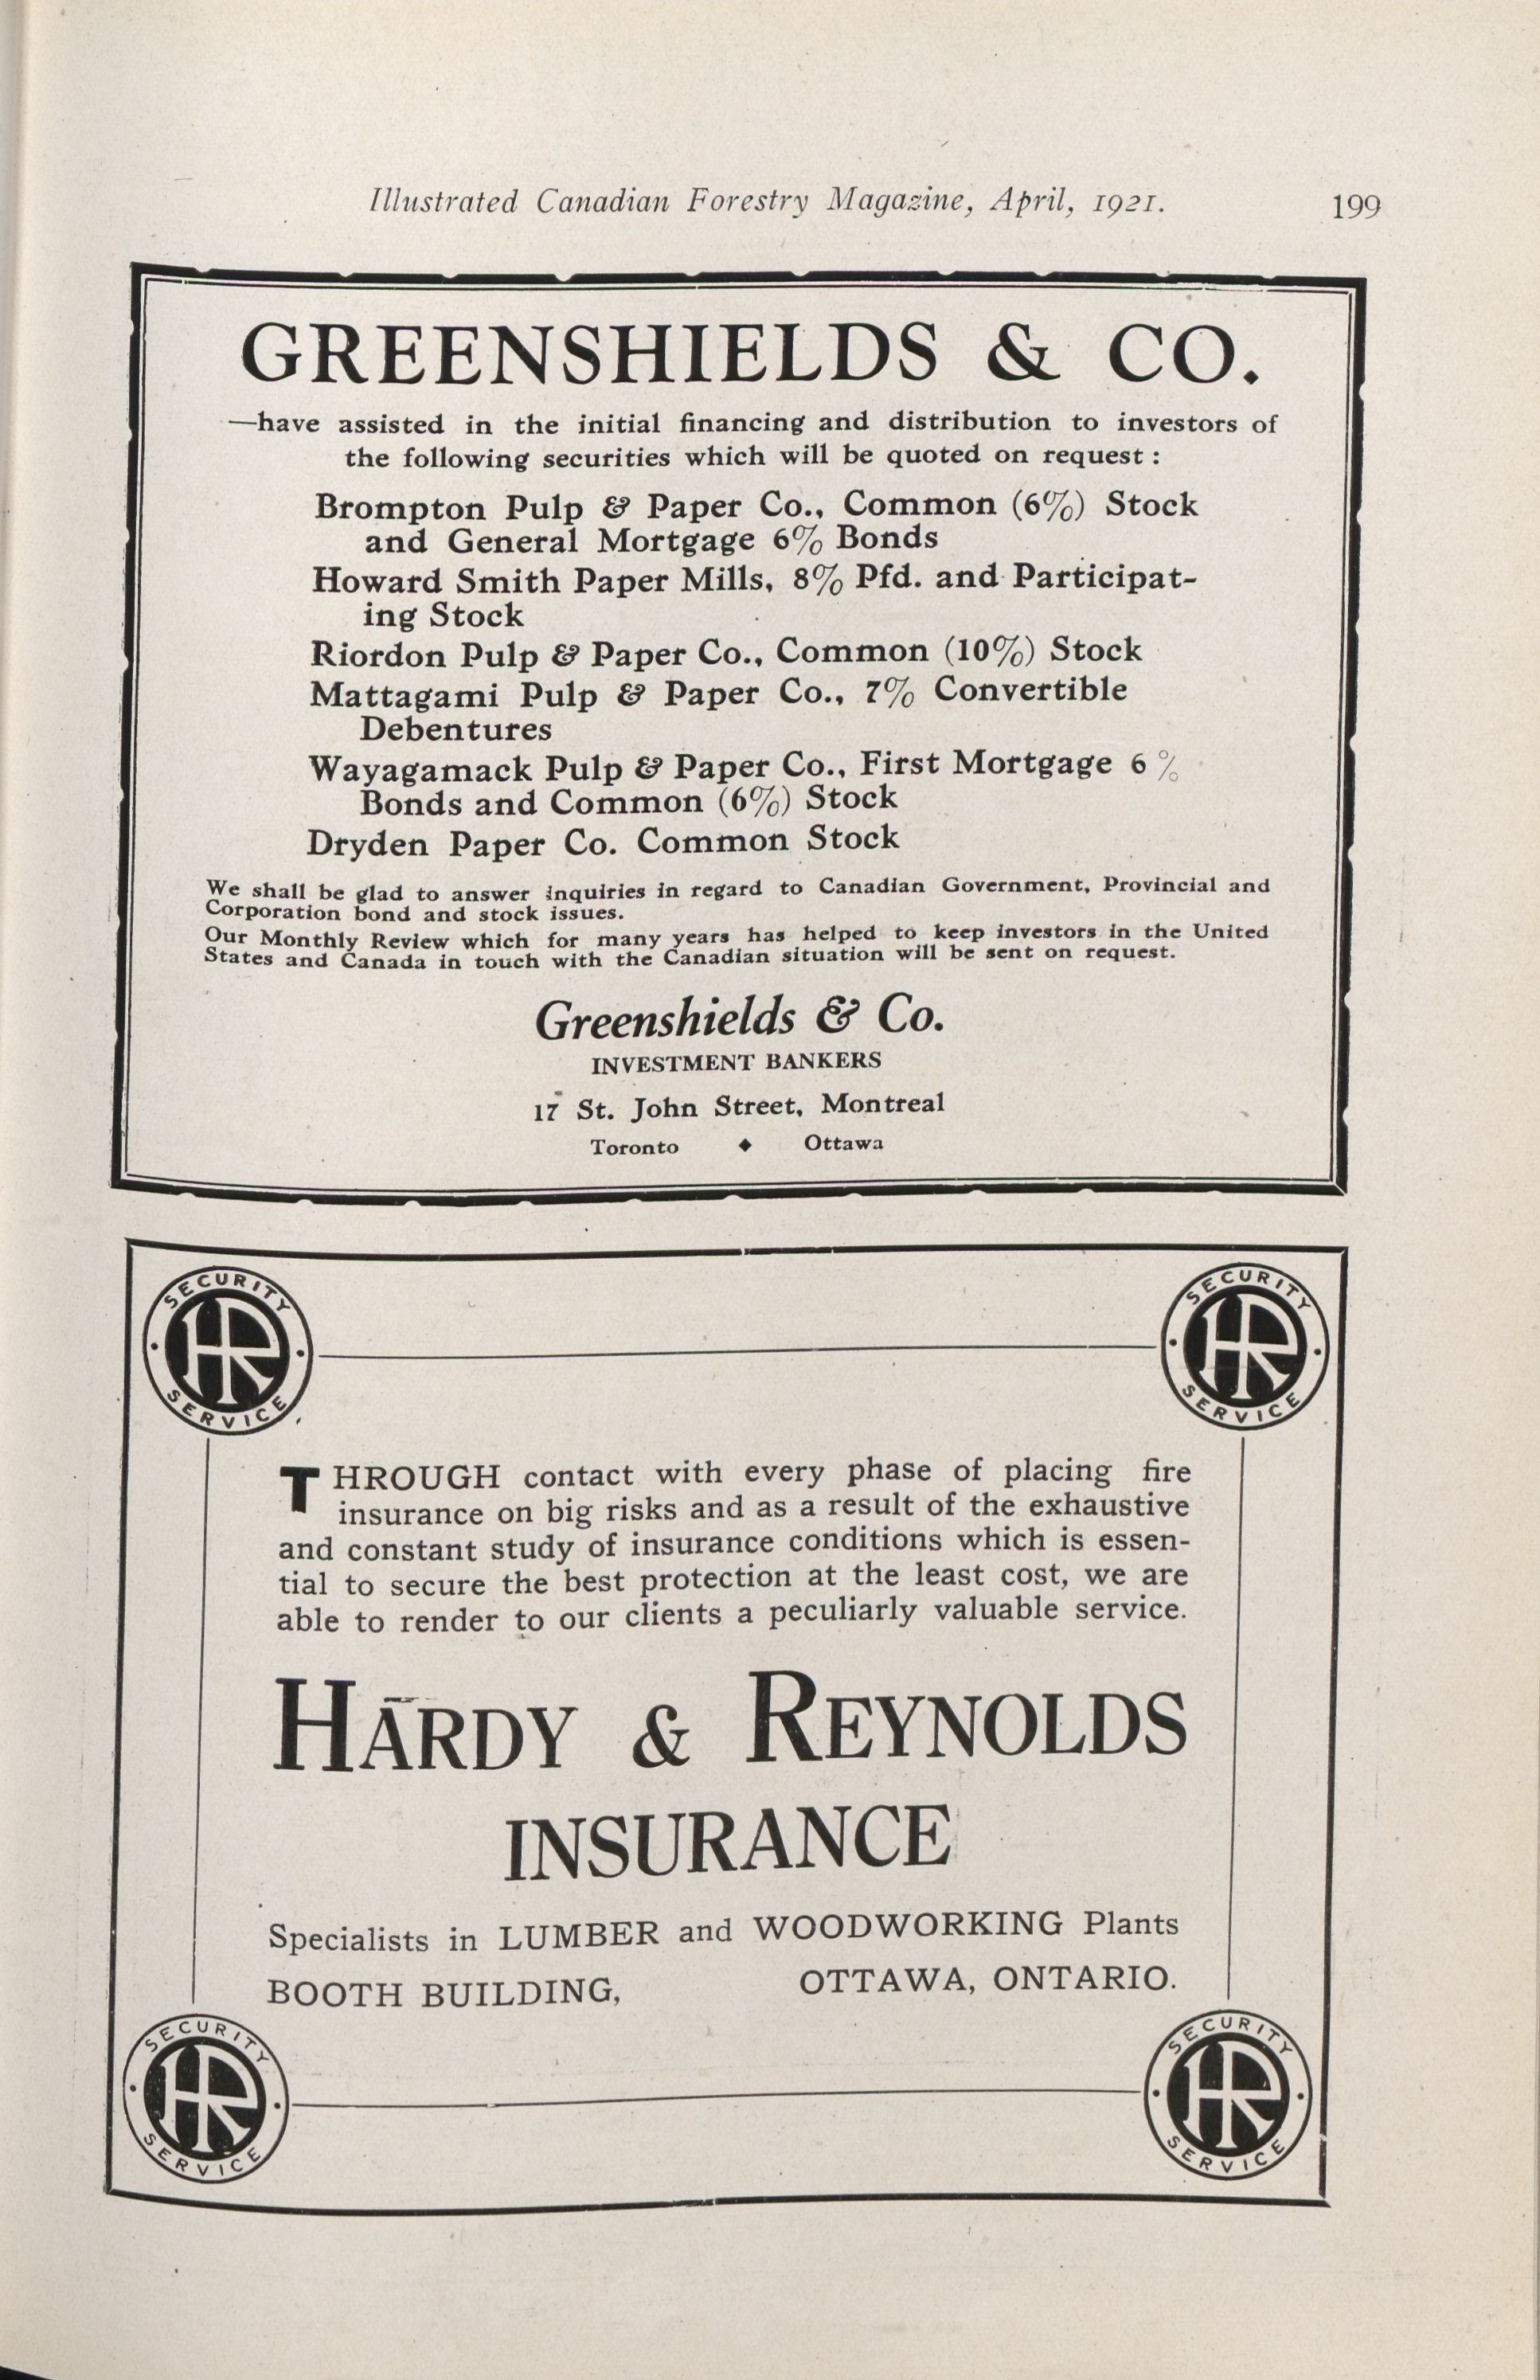 Illustrated Canadian Forestry Magazine, April, 1921. 199
GREENSHIELDS & CO.
—have assisted in the initial financing and distribution to investors of
the following securities which will be quoted on request :
Brompton Pulp & Paper Co., Common (6%) Stock
and General Mortgage 6% Bonds
Howard Smith Paper Mills, 8% Pfd. and Participat-
ing Stock
Riordon Pulp & Paper Co., Common (10%) Stock
Mattagami Pulp & Paper Co., 7% Convertible
Debentures
Wayagamack Pulp & Paper Co., First Mortgage 6 %
Bonds and Common (6%) Stock
Dryden Paper Co. Common Stock
We shall be glad to answer inquiries in regard to Canadian Government, Provincial and
Corporation bond and stock issues.
Our Monthly Review which for many years has helped to keep investors in the United
States and Canada in touch with the Canadian situation will be sent on request.
Greenshields & Co.
INVESTMENT BANKERS
17 St. John Street, Montreal
Toronto ♦ Ottawa
SECURITY HR SERVICE
SECURITY HR SERVICE
THROUGH contact with every phase of placing fire
insurance on big risks and as a result of the exhaustive
and constant study of insurance conditions which is essen-
tial to secure the best protection at the least cost, we are
able to render to our clients a peculiarly valuable service.
HARDY & REYNOLDS
INSURANCE
Specialists in LUMBER and WOODWORKING Plants
BOOTH BUILDING, OTTAWA, ONTARIO.
SECURITY HR SERVICE
SECURITY HR SERVICE